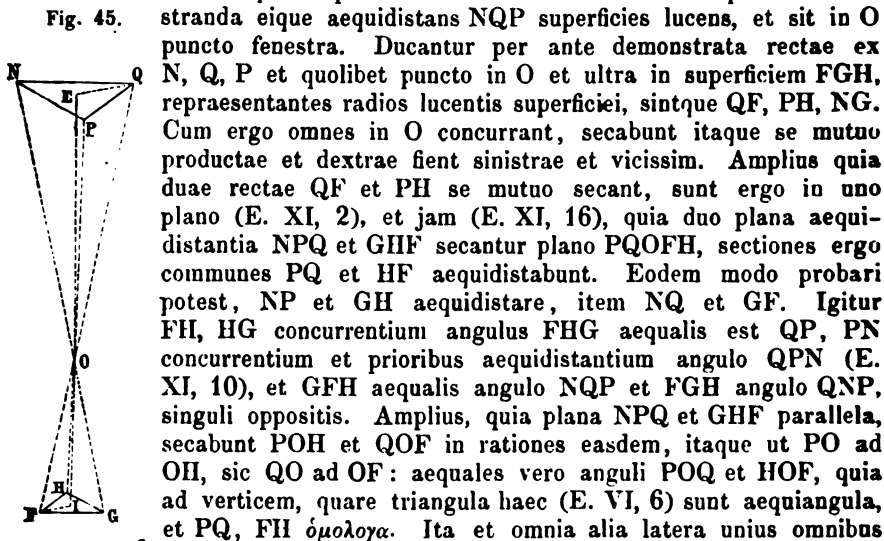 Fig. 45.
stranda eique aequidistans NQP superficies lucens, et sit in O
puncto fenestra. Ducantur per ante demonstrata rectae ex
N, Q, P et quolibet puncto in O et ultra in superficiem FGH,
repraesentantes radios lucentis superficiei, sintque QF, PH, NG.
Cum ergo omnes in O concurrant, secabunt itaque se mutuo
productae et dextrae fient sinistrae et vicissim. Amplius quia
duae rectae QF et PH se mutuo secant, sunt ergo in uno
plano (E. XI, 2), et jam (E. XI, 16), quia duo plana aequi-
distantia NPQ et GHF secantur plano PQOFH, sectiones ergo
communes PQ et HF aequidistabunt. Eodem modo probari
potest, NP et GH aequidistare, item NQ et GF. Igitur
FH, HG concurrentium angulus FHG aequalis est QP, PN
concurrentium et prioribus aequidistantium angulo QPN (E.
XI, 10), et GFH aequalis angulo NQP et FGH angulo QNP,
singuli oppositis. Amplius, quia plana NPQ et GHF parallela,
secabunt POH et QOF in rationes easdem, itaque ut PO ad
OH, sic QO ad OF: aequales vero anguli POQ et HOF, quia
ad verticem, quare triangula haec (E. VI, 6) sunt aequiangula,
et PQ, FH ὁμολογα. Ita et omnia alia latera unius omnibus
N
Q
E
P
O
H
F
I
G